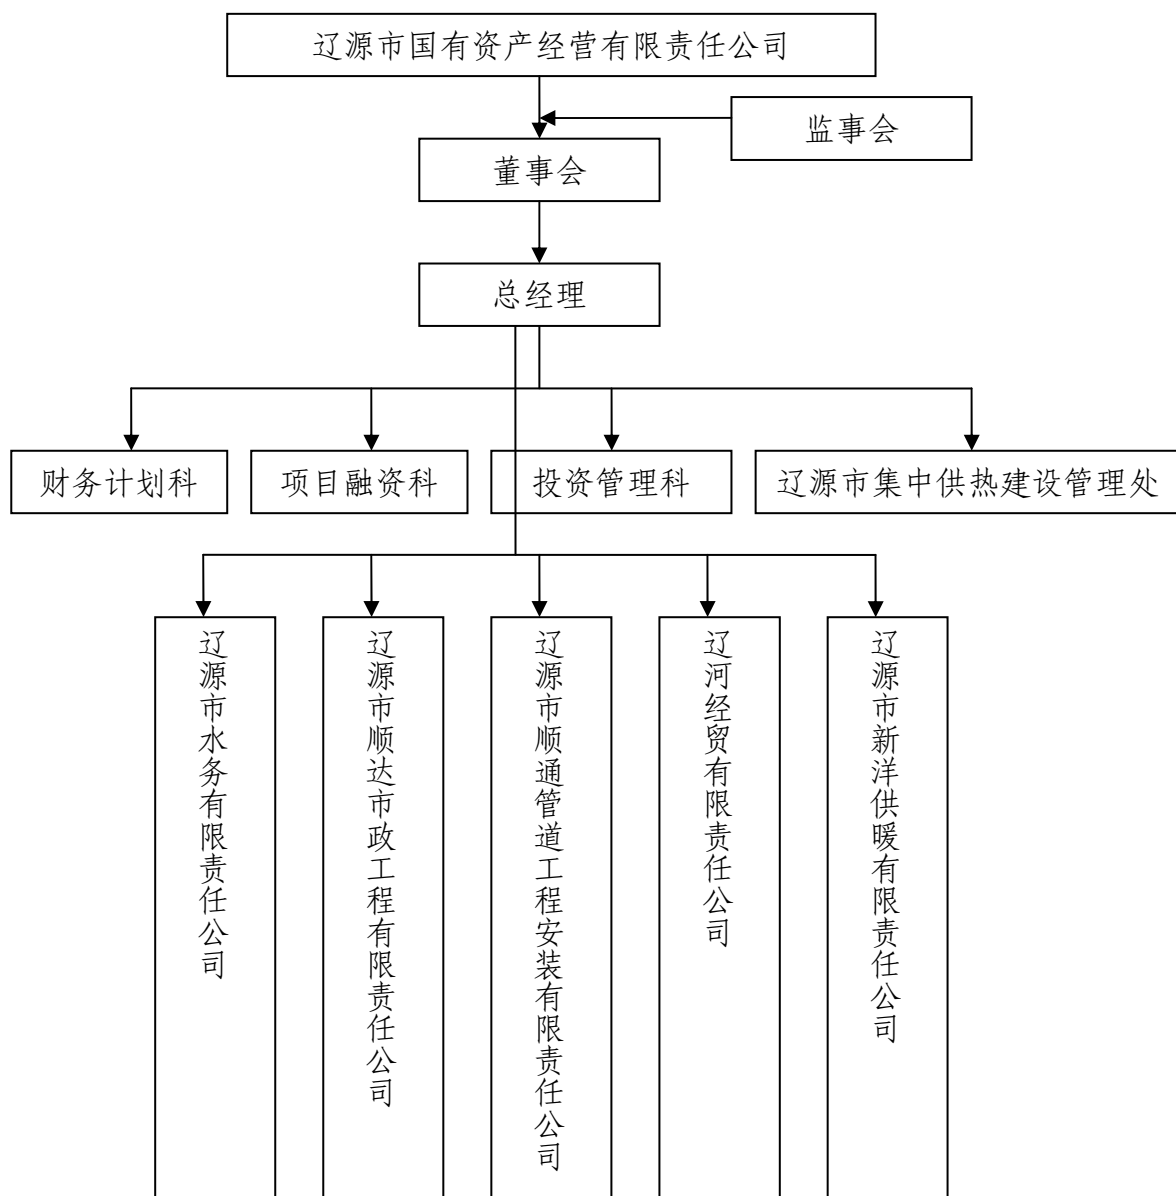 辽源市国有资产经营有限责任公司
监事会
董事会
总经理
财务计划科
项目融资科
投资管理科
辽源市集中供热建设管理处
辽源市水务有限责任公司
辽源市顺达市政工程有限责任公司
辽源市顺通管道工程安装有限责任公司
辽河经贸有限责任公司
辽源市新洋供暖有限责任公司